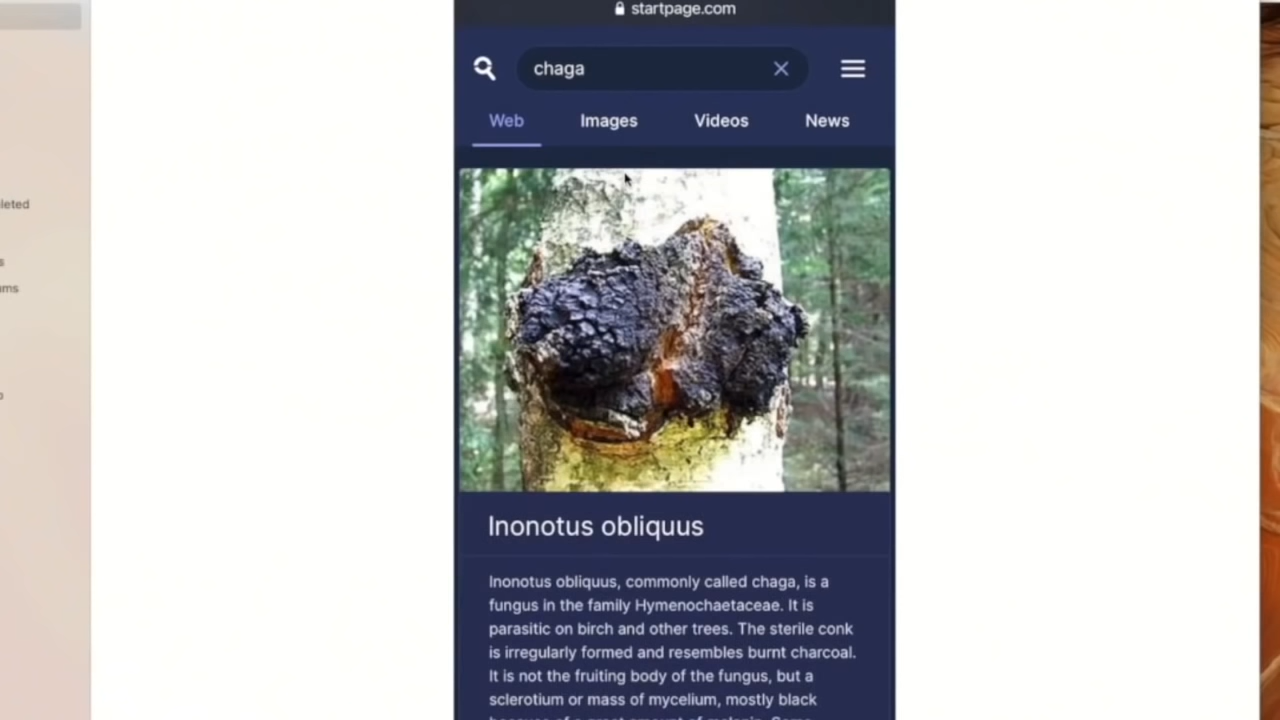 startpage.com
chaga
Web Images Videos News
leted
s
ms
Inonotus obliquus
Inonotus obliquus, commonly called chaga, is a
fungus in the family Hymenochaetaceae. It is
parasitic on birch and other trees. The sterile conk
is irregularly formed and resembles burnt charcoal.
It is not the fruiting body of the fungus, but a
sclerotium or mass of mycelium, mostly black